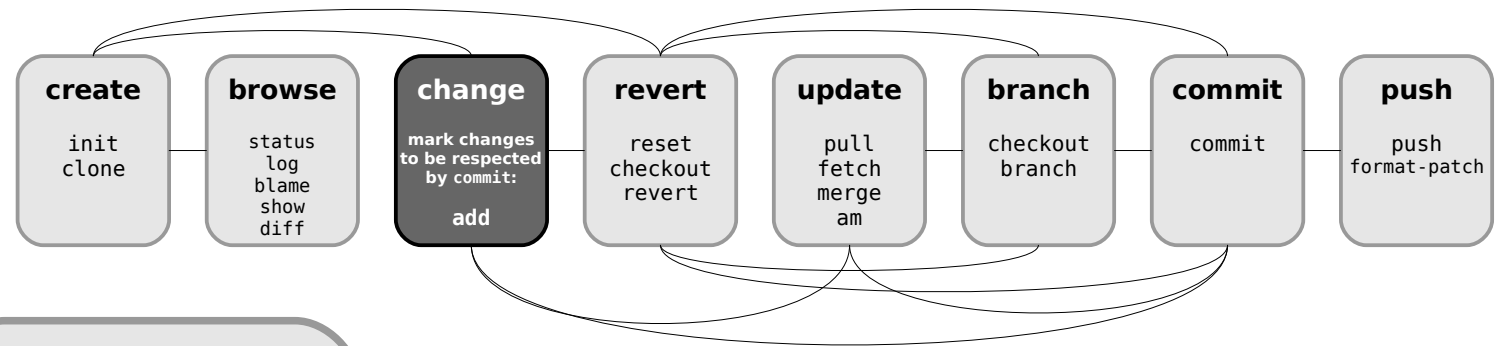 create
init
clone
browse
status
log
blame
show
diff
change
mark changes
to be respected
by commit:
add
revert
reset
checkout
revert
update
pull
fetch
merge
am
branch
checkout
branch
commit
commit
push
push
format-patch